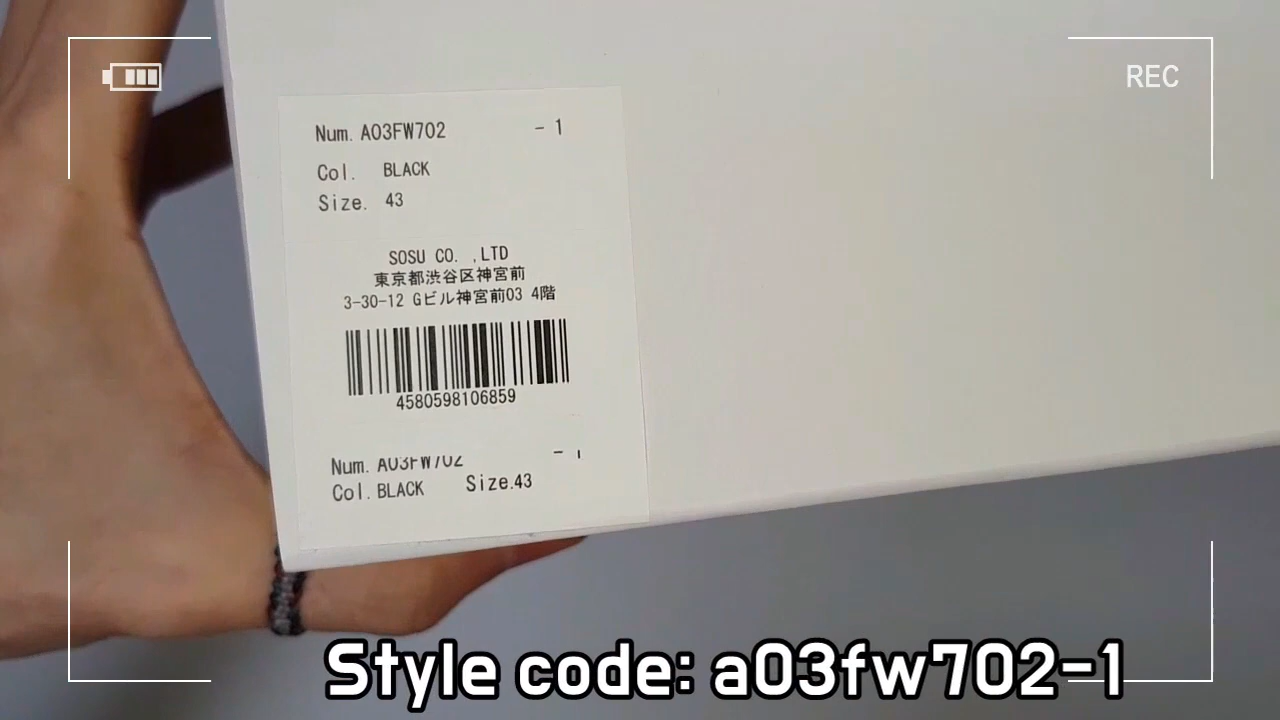 REC
Num. A03FW702 - 1
Col. BLACK
Size. 43
SOSU CO. ,LTD
東京都渋谷区神宮前
3-30-12 Gビル神宮前03 4階
4580598106859
Num. A03FW702 - 1
Col. BLACK Size.43
Style code: a03fw702-1